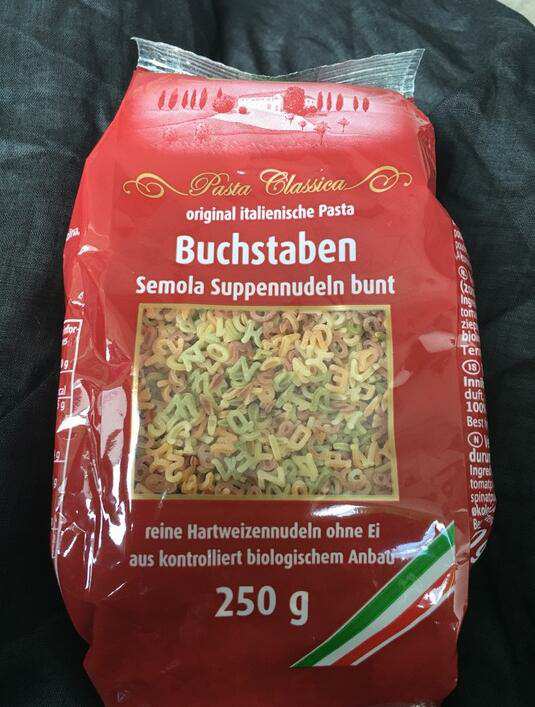 Pasta Classica
original italienische Pasta
Buchstaben
Semola Suppennudeln bunt
reine Hartweizennudeln ohne Ei
aus kontrolliert biologischem Anbau
250 g